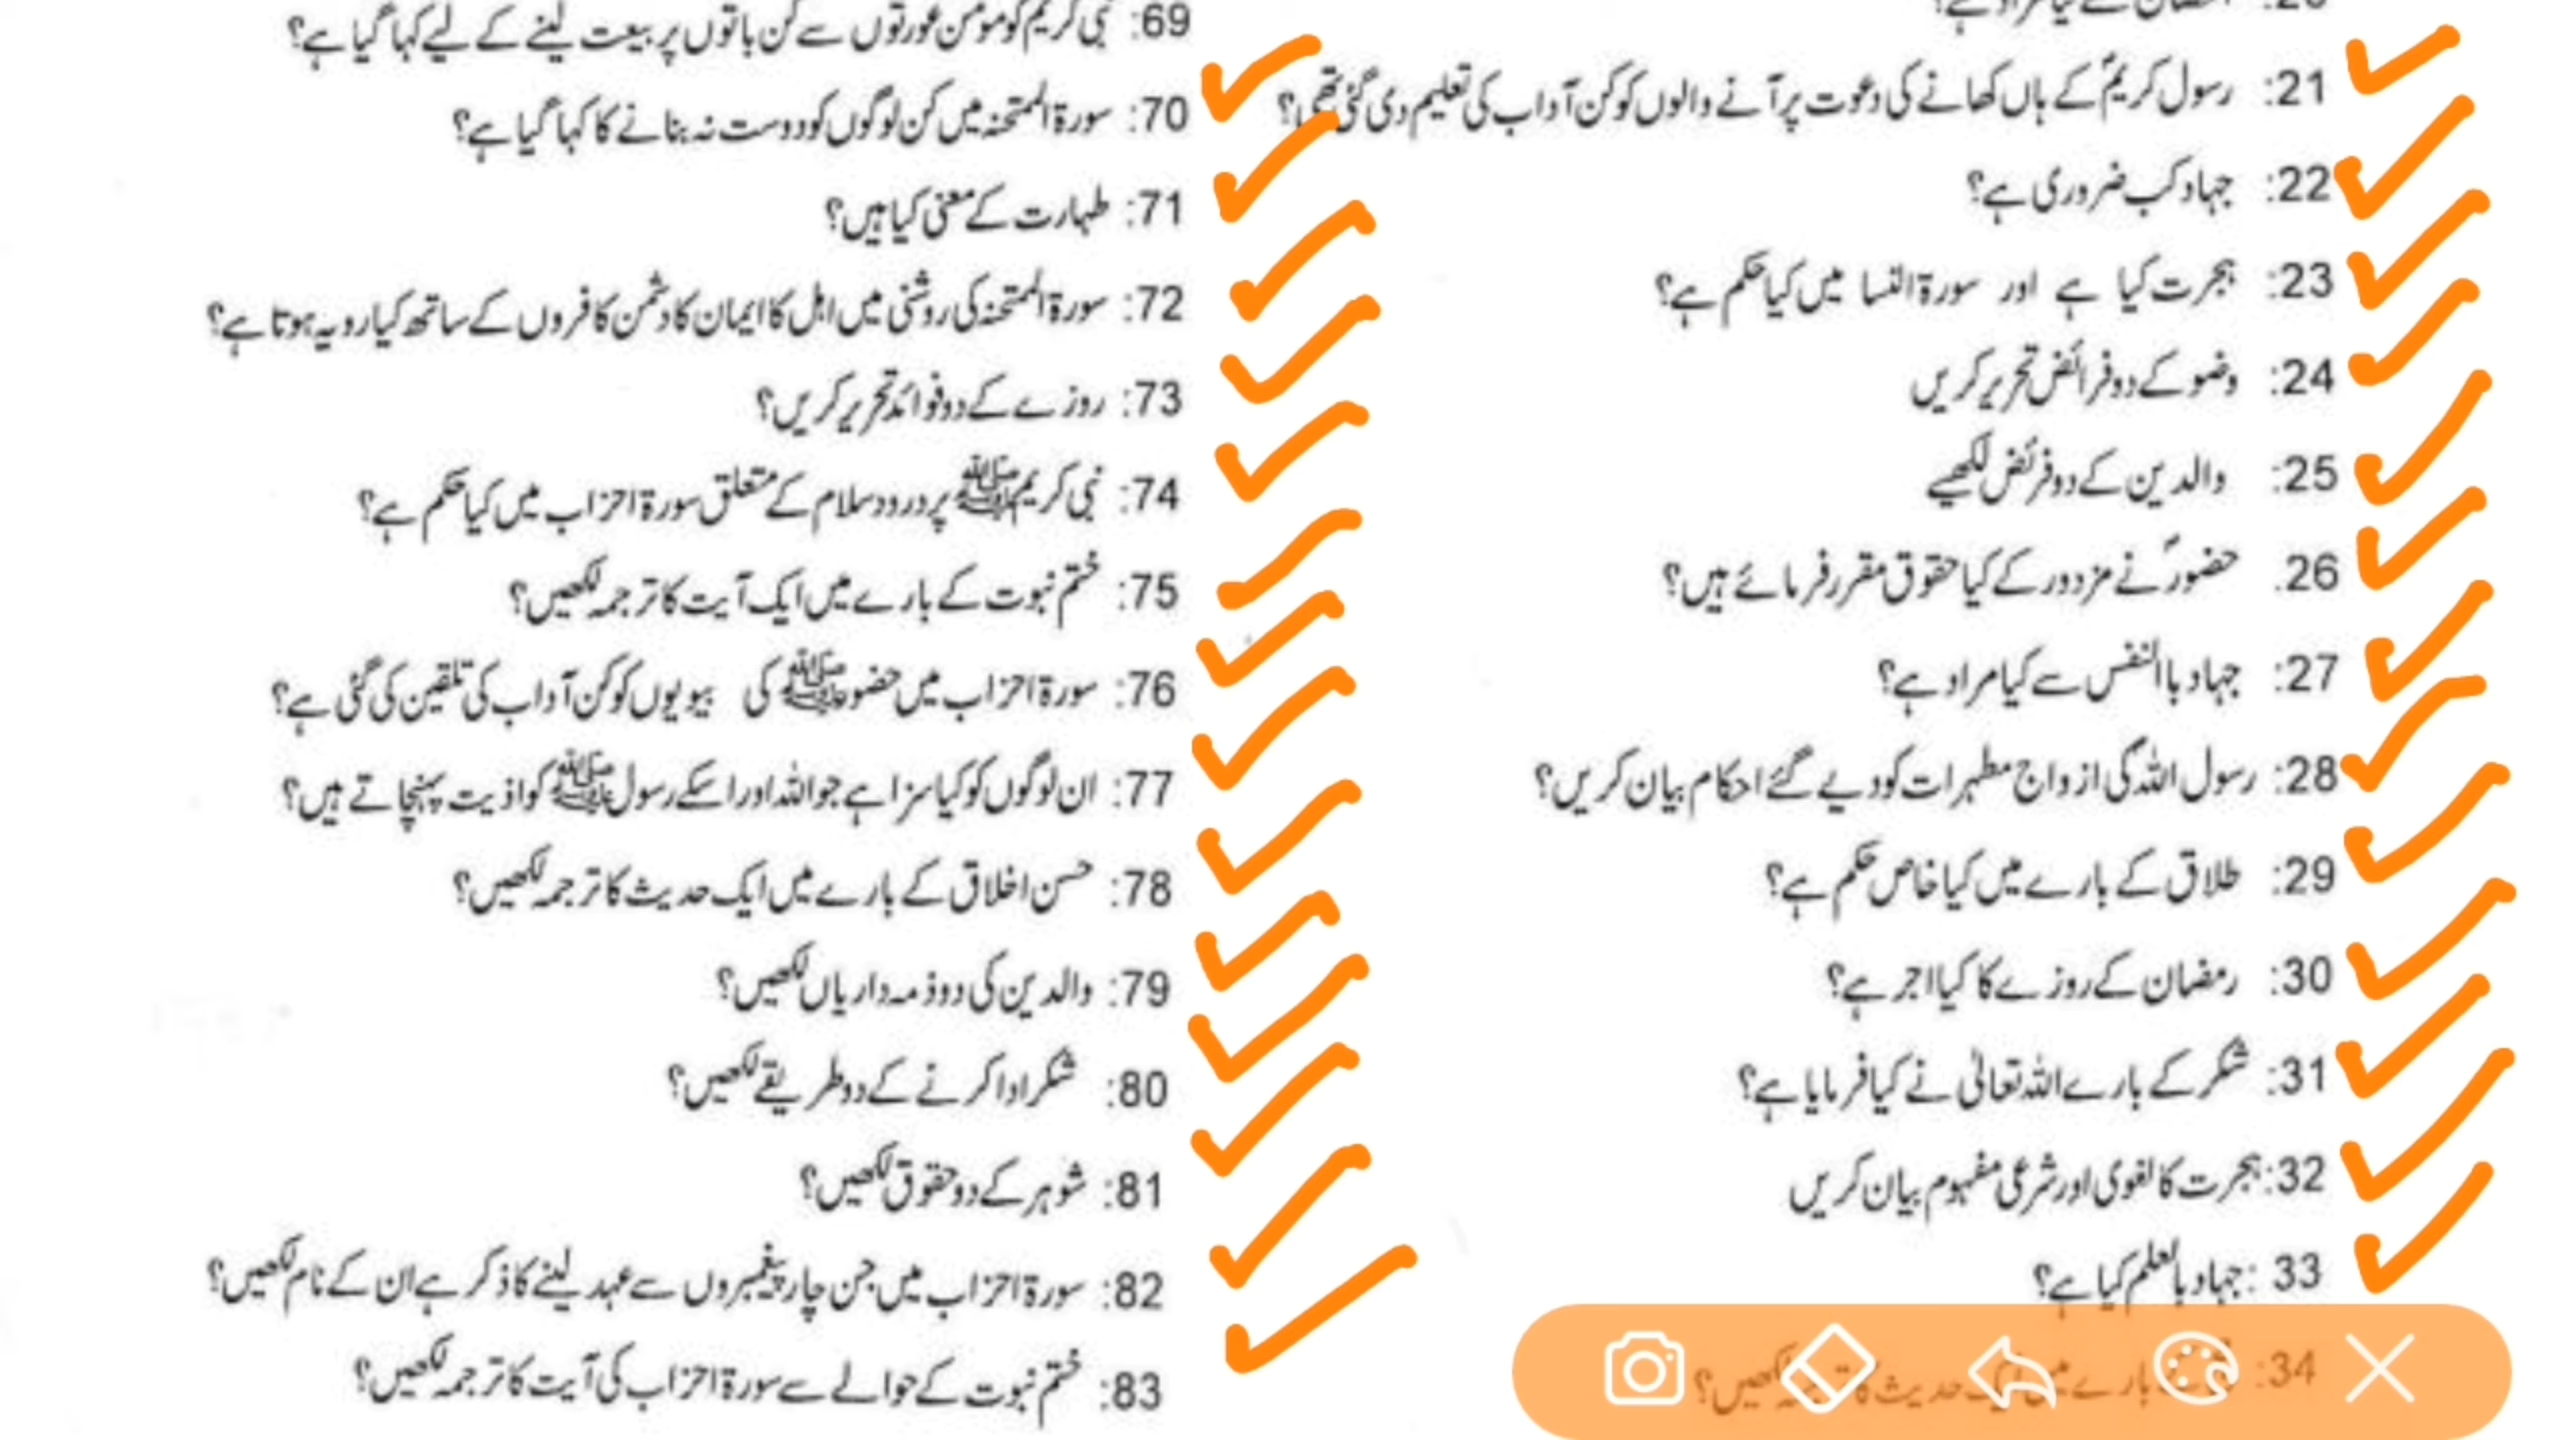 21: رسول کریمؐ کے ہاں کھانے کی دعوت پر آنے والوں کو کن آداب کی تعلیم دی گئی تھی؟
22: جہاد کب ضروری ہے؟
23: ہجرت کیا ہے اور سورۃ النسا میں کیا حکم ہے؟
24: وضو کے دو فرائض تحریر کریں
25: والدین کے دو فرئض لکھیے
26. حضورؐ نے مزدور کے کیا حقوق مقرر فرمائے ہیں؟
27: جہاد باالنفس سے کیا مراد ہے؟
28: رسول اللہؐ کی ازواج مطہرات کو دیے گئے احکام بیان کریں؟
29: طلاق کے بارے میں کیا خاص حکم ہے؟
30: رمضان کے روزے کا کیا اجر ہے؟
31: شکر کے بارے اللہ تعالیٰ نے کیا فرمایا ہے؟
32: ہجرت کا لغوی اور شرعی مفہوم بیان کریں
33: جہاد بالعلم کیا ہے؟
34: بارے میں ایک حدیث کا لکھیں؟
69: نبی کریمؐ کو مومن عورتوں سے کن باتوں پر بیعت لینے کے لیے کہا گیا ہے؟
70: سورۃ الممتحنہ میں کن لوگوں کو دوست نہ بنانے کا کہا گیا ہے؟
71: طہارت کے معنی کیا ہیں؟
72: سورۃ الممتحنہ کی روشنی میں اہل کا ایمان کا دشمن کافروں کے ساتھ کیا رویہ ہوتا ہے؟
73: روزے کے دو فوائد تحریر کریں؟
74: نبی کریم ﷺ پر درود سلام کے متعلق سورۃ احزاب میں کیا حکم ہے؟
75: ختم نبوت کے بارے میں ایک آیت کا ترجمہ لکھیں؟
76: سورۃ احزاب میں حضور ﷺ کی بیویوں کو کن آداب کی تلقین کی گئی ہے؟
77: ان لوگوں کو کیا سزا ہے جو اللہ اور اسکے رسول ﷺ کو اذیت پہنچاتے ہیں؟
78: حسن اخلاق کے بارے میں ایک حدیث کا ترجمہ لکھیں؟
79: والدین کی دو ذمہ داریاں لکھیں؟
80: شکر ادا کرنے کے دو طریقے لکھیں؟
81: شوہر کے دو حقوق لکھیں؟
82: سورۃ احزاب میں جن چار پیغمبروں سے عہد لینے کا ذکر ہے ان کے نام لکھیں؟
83: ختم نبوت کے حوالے سے سورۃ احزاب کی آیت کا ترجمہ لکھیں؟